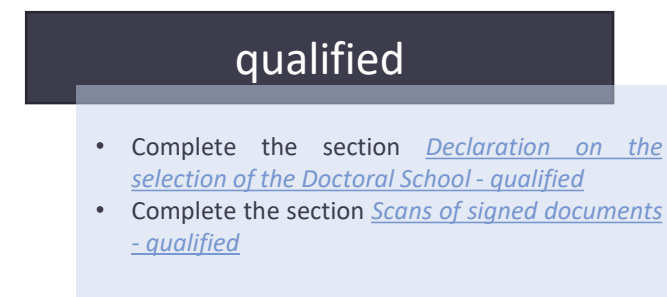 qualified
• Complete the section Declaration on the
selection of the Doctoral School - qualified
• Complete the section Scans of signed documents
- qualified